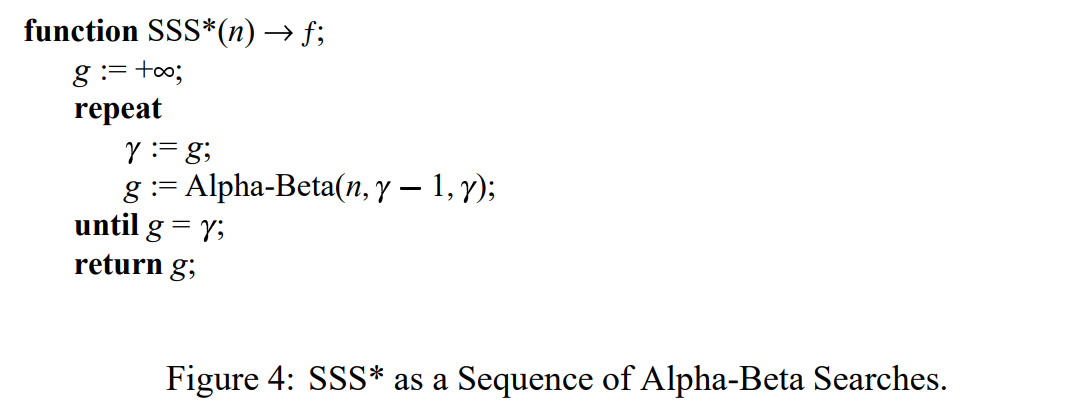 function SSS*(n) → f;
g := +∞;
repeat
γ := g;
g := Alpha-Beta(n, γ − 1, γ);
until g = γ;
return g;
Figure 4: SSS* as a Sequence of Alpha-Beta Searches.